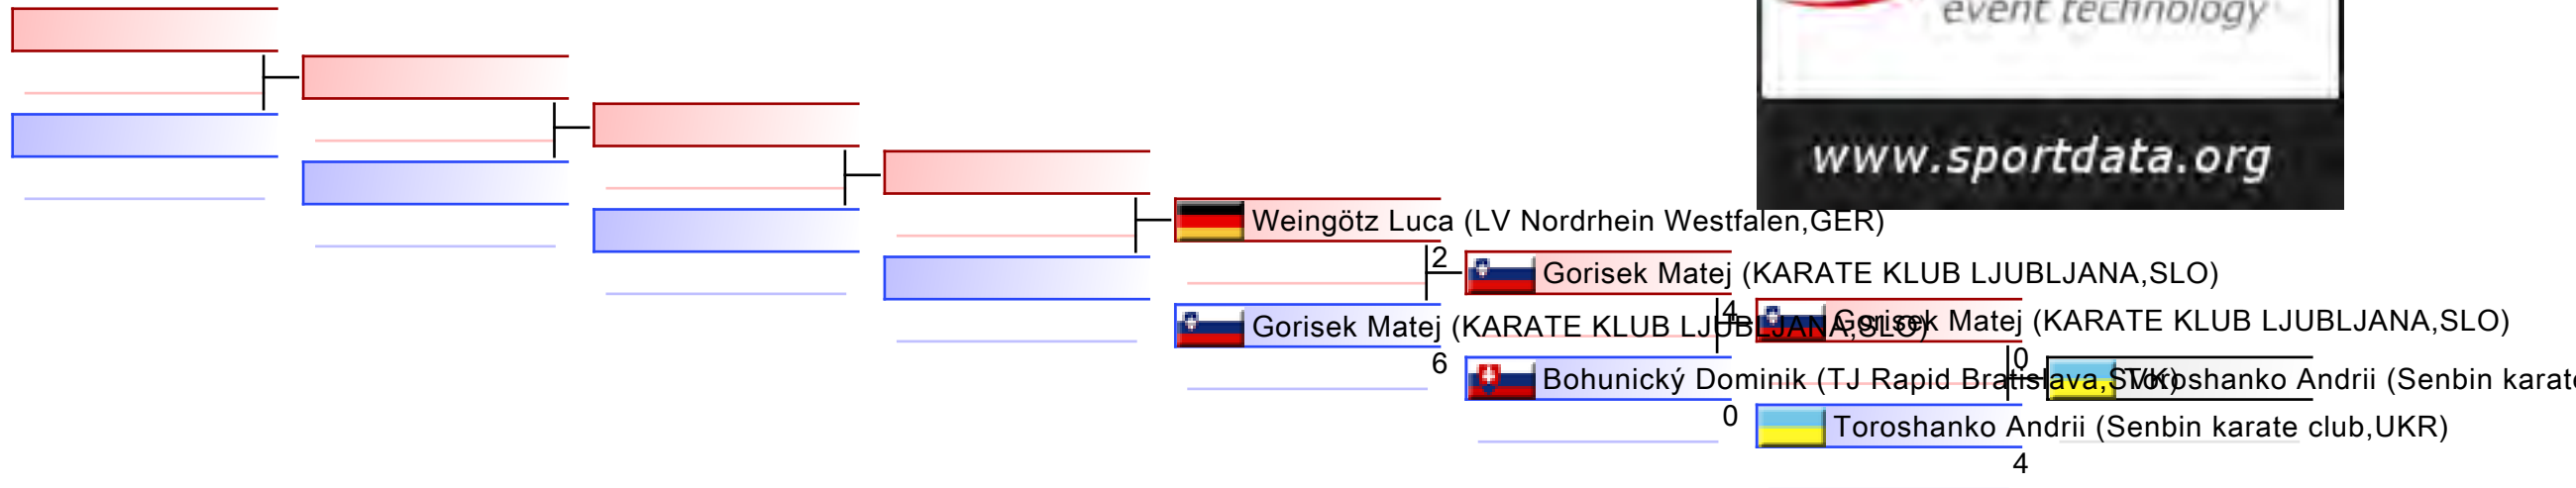 event technology
www.sportdata.org
Weingötz Luca (LV Nordrhein Westfalen,GER)
2
Gorisek Matej (KARATE KLUB LJUBLJANA,SLO)
4
Gorisek Matej (KARATE KLUB LJUBLJANA,SLO)
Gorisek Matej (KARATE KLUB LJUBLJANA,SLO)
6
0
Bohunický Dominik (TJ Rapid Bratislava,SVK)
Toroshanko Andrii (Senbin karate
0
Toroshanko Andrii (Senbin karate club,UKR)
4